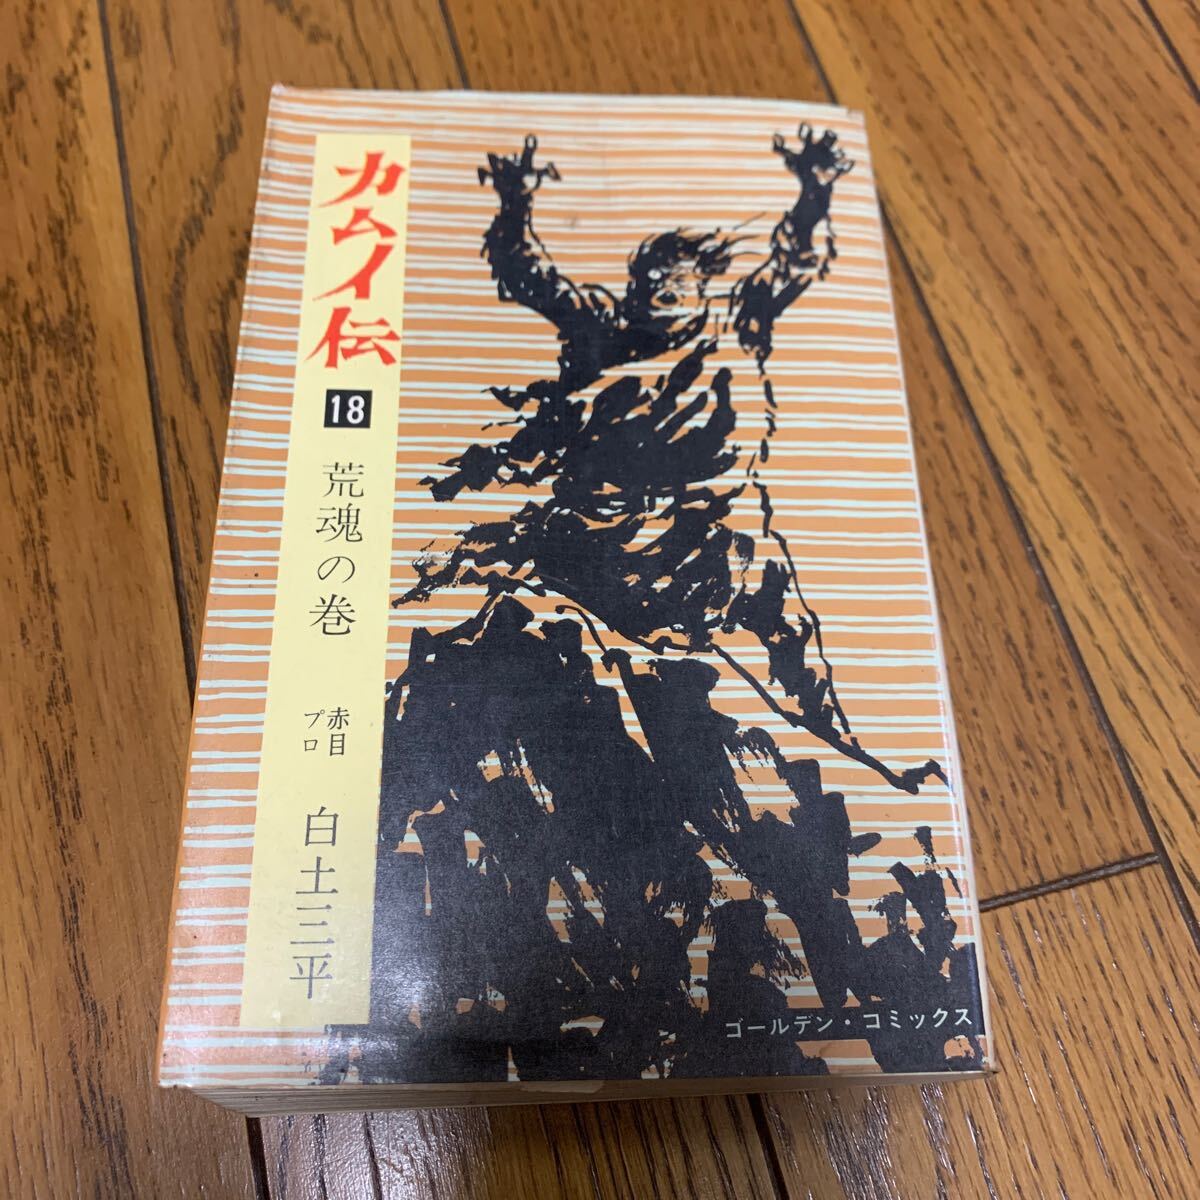 カムイ伝
18
荒魂の巻
赤目
プロ
白土三平
ゴールデン・コミックス